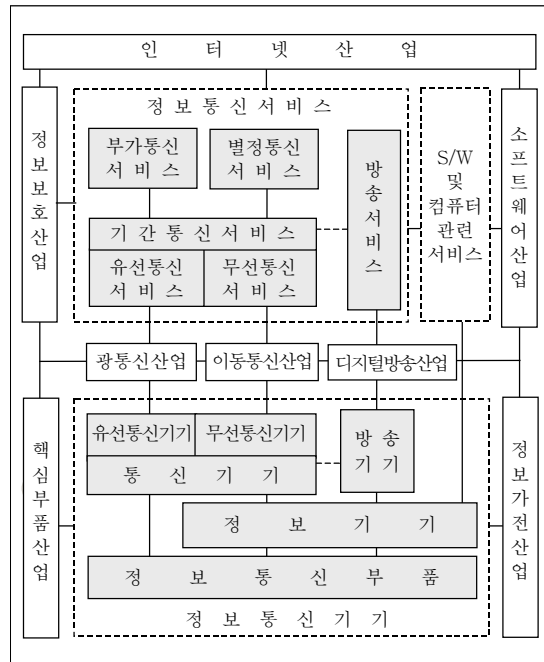 인 터 넷 산 업
정보보호산업
정 보 통 신 서 비 스
부가통신
서 비 스
별정통신
서 비 스
기 간 통 신 서 비 스
유선통신
서 비 스
무선통신
서 비 스
방송서비스
S/W
및
컴퓨터
관련
서비스
소프트웨어산업
광통신산업
이동통신산업
디지털방송산업
핵심부품산업
유선통신기기
무선통신기기
통 신 기 기
방 송
기 기
정 보 기 기
정 보 통 신 부 품
정 보 통 신 기 기
정보가전산업